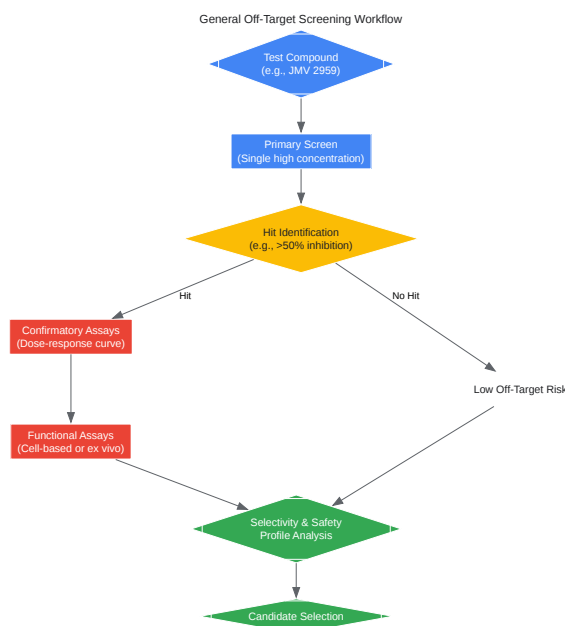 General Off-Target Screening Workflow
Test Compound
(e.g., JMV 2959)
Primary Screen
(Single high concentration)
Hit Identification
(e.g., >50% inhibition)
Hit
No Hit
Confirmatory Assays
(Dose-response curve)
Low Off-Target Risk
Functional Assays
(Cell-based or ex vivo)
Selectivity & Safety
Profile Analysis
Candidate Selection